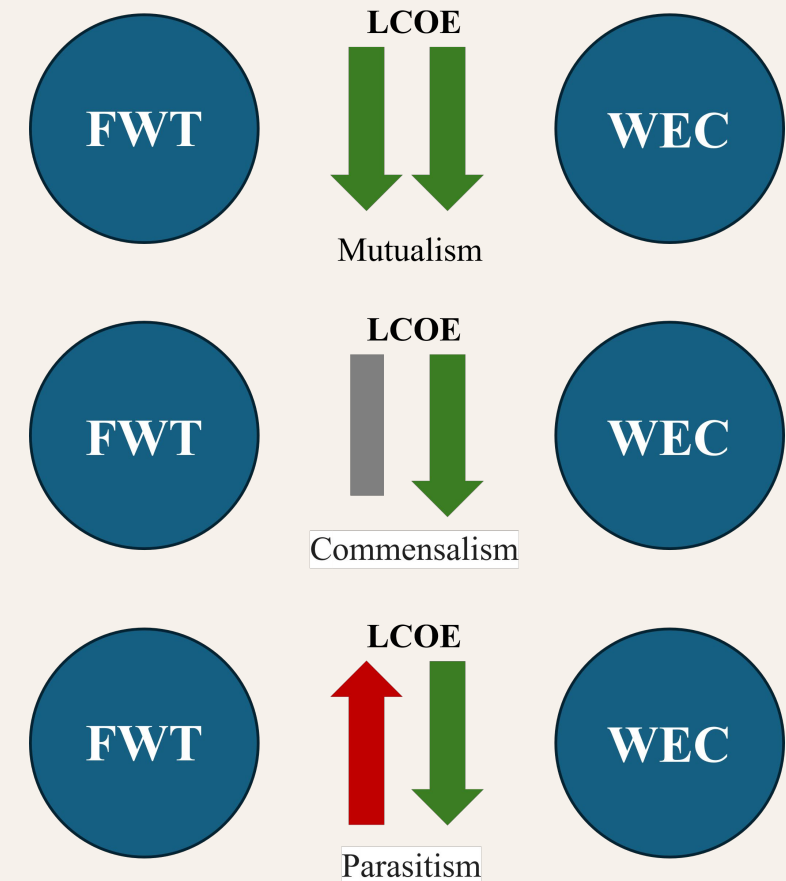 LCOE
FWT
WEC
Mutualism
LCOE
FWT
WEC
Commensalism
LCOE
FWT
WEC
Parasitism